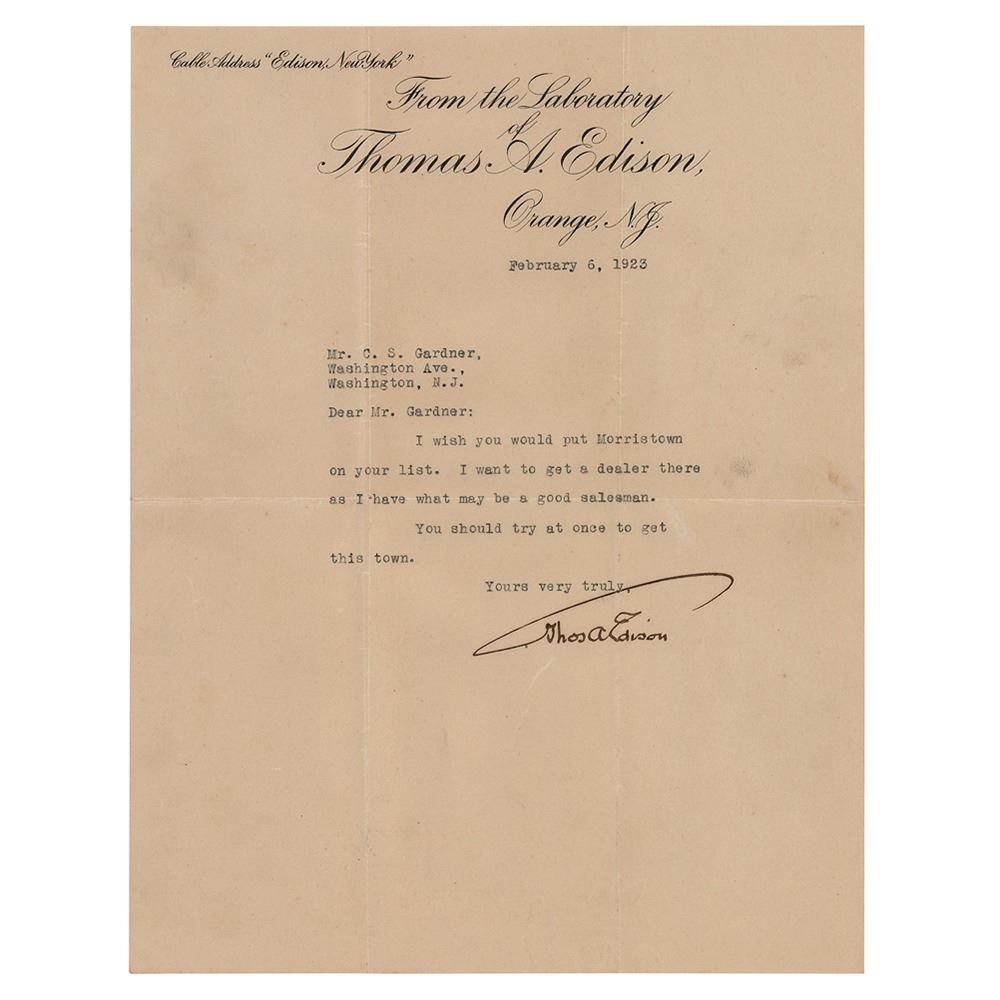 Cable Address "Edison, New York"
From the Laboratory
of
Thomas A. Edison,
Orange, N.J.
February 6, 1923
Mr. C. S. Gardner,
Washington Ave.,
Washington, N.J.
Dear Mr. Gardner:
I wish you would put Morristown
on your list. I want to get a dealer there
as I have what may be a good salesman.
You should try at once to get
this town.
Yours very truly,
Thos A Edison